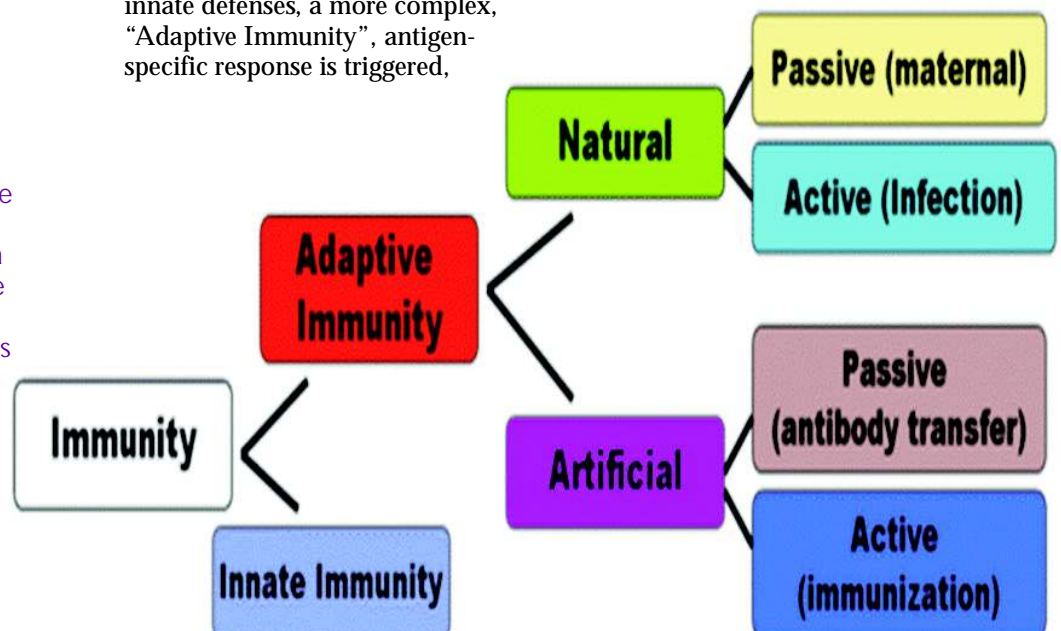 innate defenses, a more complex,
“Adaptive Immunity”, antigen-
specific response is triggered,
s
Immunity
Adaptive
Immunity
Innate Immunity
Natural
Passive (maternal)
Active (Infection)
Artificial
Passive
(antibody transfer)
Active
(immunization)